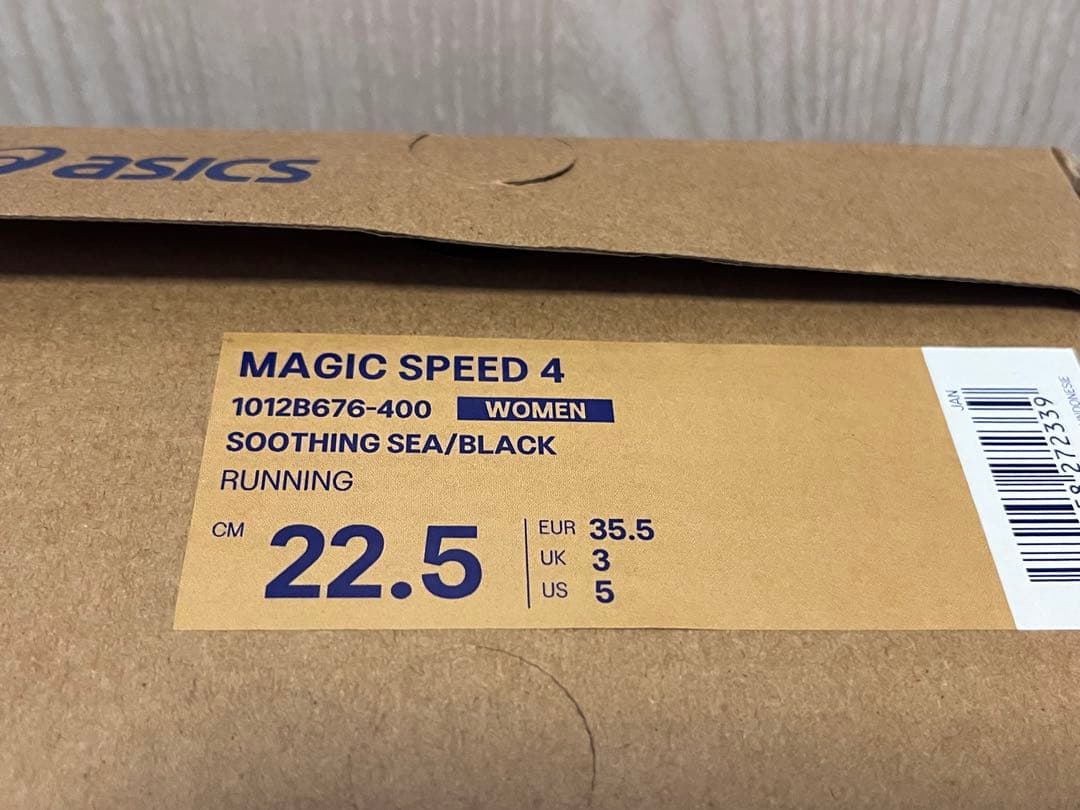 asics
MAGIC SPEED 4
1012B676-400 WOMEN
SOOTHING SEA/BLACK
RUNNING
CM 22.5
EUR 35.5
UK 3
US 5
JAN